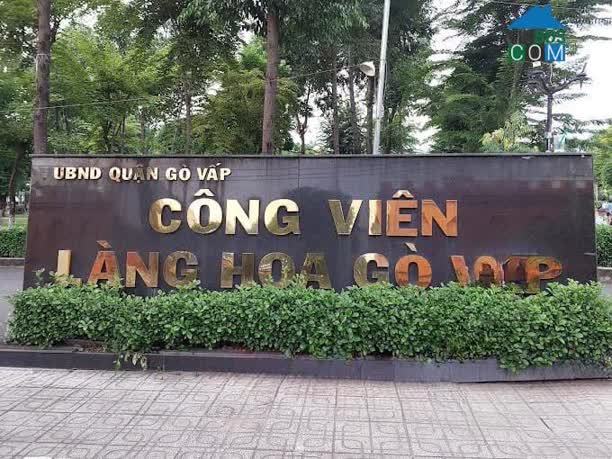 COM
UBND QUẬN GÒ VẤP
CÔNG VIÊN
LÀNG HOA GÒ VẤP